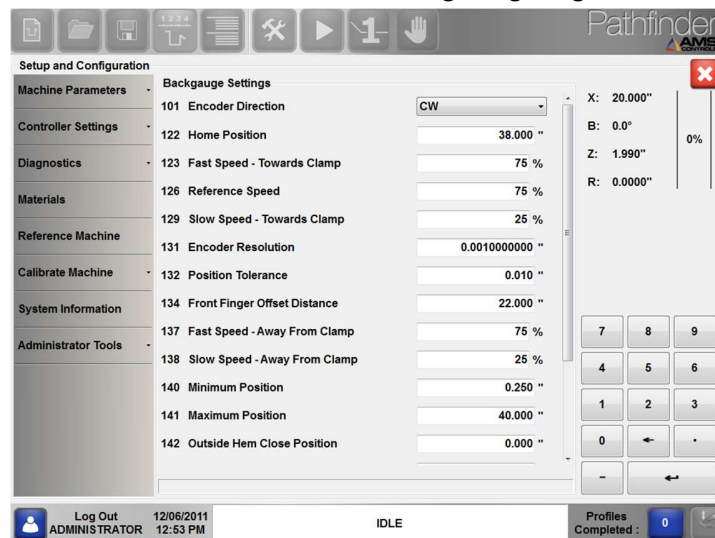 1 2 3 4
1
Pathfinder
AMS
CONTROLS
Setup and Configuration
Machine Parameters
Controller Settings
Diagnostics
Materials
Reference Machine
Calibrate Machine
System Information
Administrator Tools
Backgauge Settings
101 Encoder Direction CW
122 Home Position 38.000 "
123 Fast Speed - Towards Clamp 75 %
126 Reference Speed 75 %
129 Slow Speed - Towards Clamp 25 %
131 Encoder Resolution 0.0010000000 "
132 Position Tolerance 0.010 "
134 Front Finger Offset Distance 22.000 "
137 Fast Speed - Away From Clamp 75 %
138 Slow Speed - Away From Clamp 25 %
140 Minimum Position 0.250 "
141 Maximum Position 40.000 "
142 Outside Hem Close Position 0.000 "
X: 20.000"
B: 0.0°
Z: 1.990"
R: 0.0000"
0%
7 8 9
4 5 6
1 2 3
0 ← .
- ↵
Log Out
ADMINISTRATOR
12/06/2011
12:53 PM
IDLE
Profiles
Completed :
0